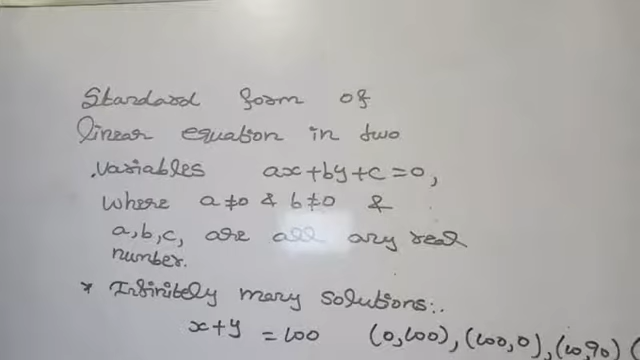 Standard form of
linear equation in two
variables ax+by+c=0,
where a≠0 & b≠0 &
a,b,c, are all any real
number.
* Infinitely many solutions:.
x+y = 100 (0,100), (100,0), (10,90) (